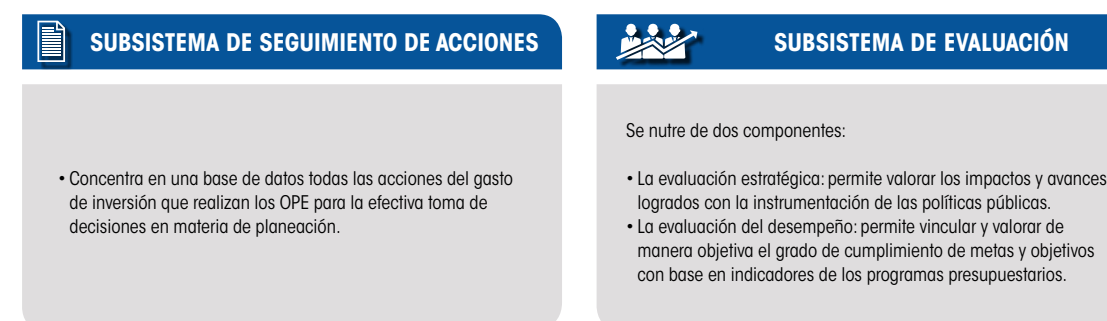 SUBSISTEMA DE SEGUIMIENTO DE ACCIONES
• Concentra en una base de datos todas las acciones del gasto
de inversión que realizan los OPE para la efectiva toma de
decisiones en materia de planeación.
SUBSISTEMA DE EVALUACIÓN
Se nutre de dos componentes:
• La evaluación estratégica: permite valorar los impactos y avances
logrados con la instrumentación de las políticas públicas.
• La evaluación del desempeño: permite vincular y valorar de
manera objetiva el grado de cumplimiento de metas y objetivos
con base en indicadores de los programas presupuestarios.